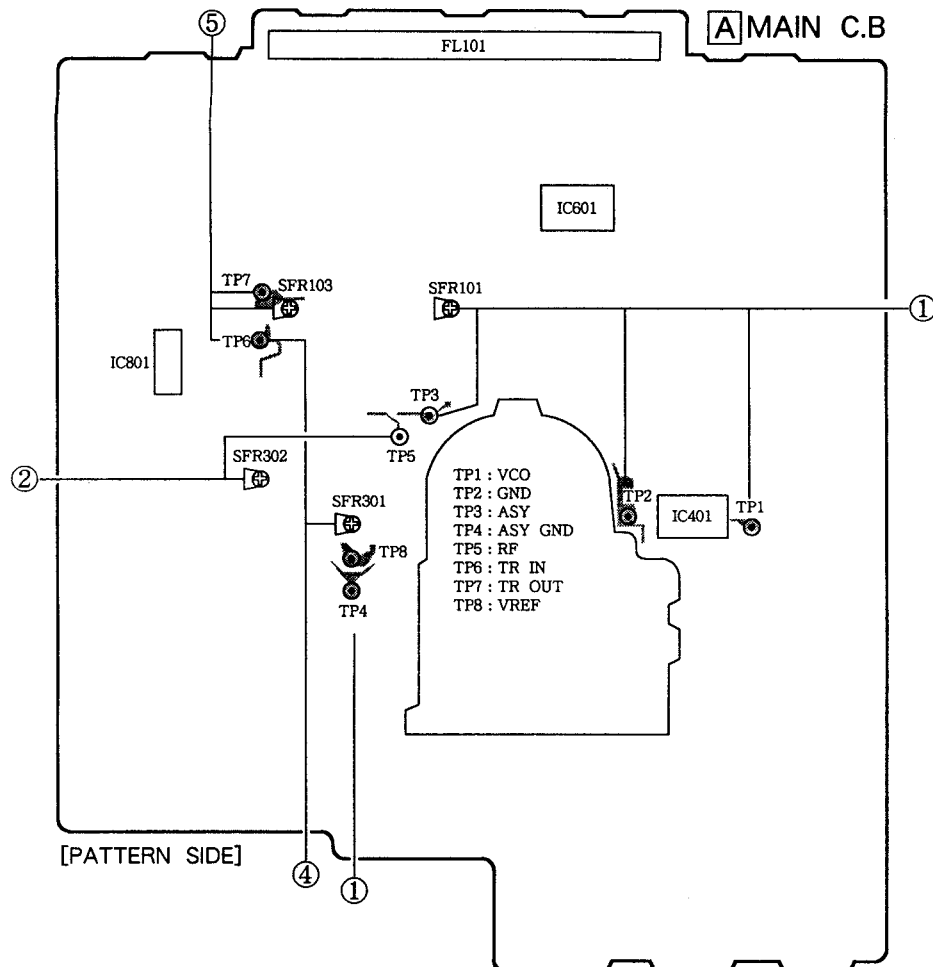 ⑤
A MAIN C.B
FL101
IC601
TP7
SFR103
SFR101
①
TP6
IC801
TP3
TP5
SFR302
②
TP1 : VCO
TP2 : GND
TP3 : ASY
TP4 : ASY GND
TP5 : RF
TP6 : TR IN
TP7 : TR OUT
TP8 : VREF
TP2
IC401
TP1
SFR301
TP8
TP4
[PATTERN SIDE]
④
①